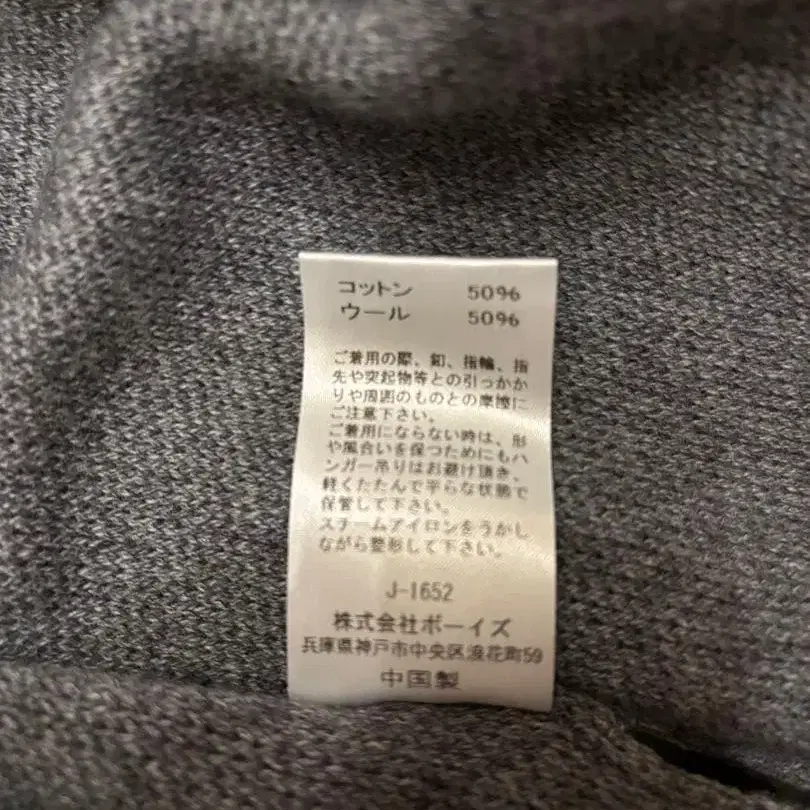 コットン 50%
ウール 50%
ご着用の際、釦、指輪、指
先や突起物等との引っかか
りや周囲のものとの摩擦に
ご注意下さい。
ご着用にならない時は、形
や風合いを保つためにもハ
ンガー吊りはお避け頂き、
軽くたたんで平らな状態で
保管して下さい。
スチームアイロンをうかし
ながら整形して下さい。
J-1652
株式会社ボーイズ
兵庫県神戸市中央区浪花町59
中国製